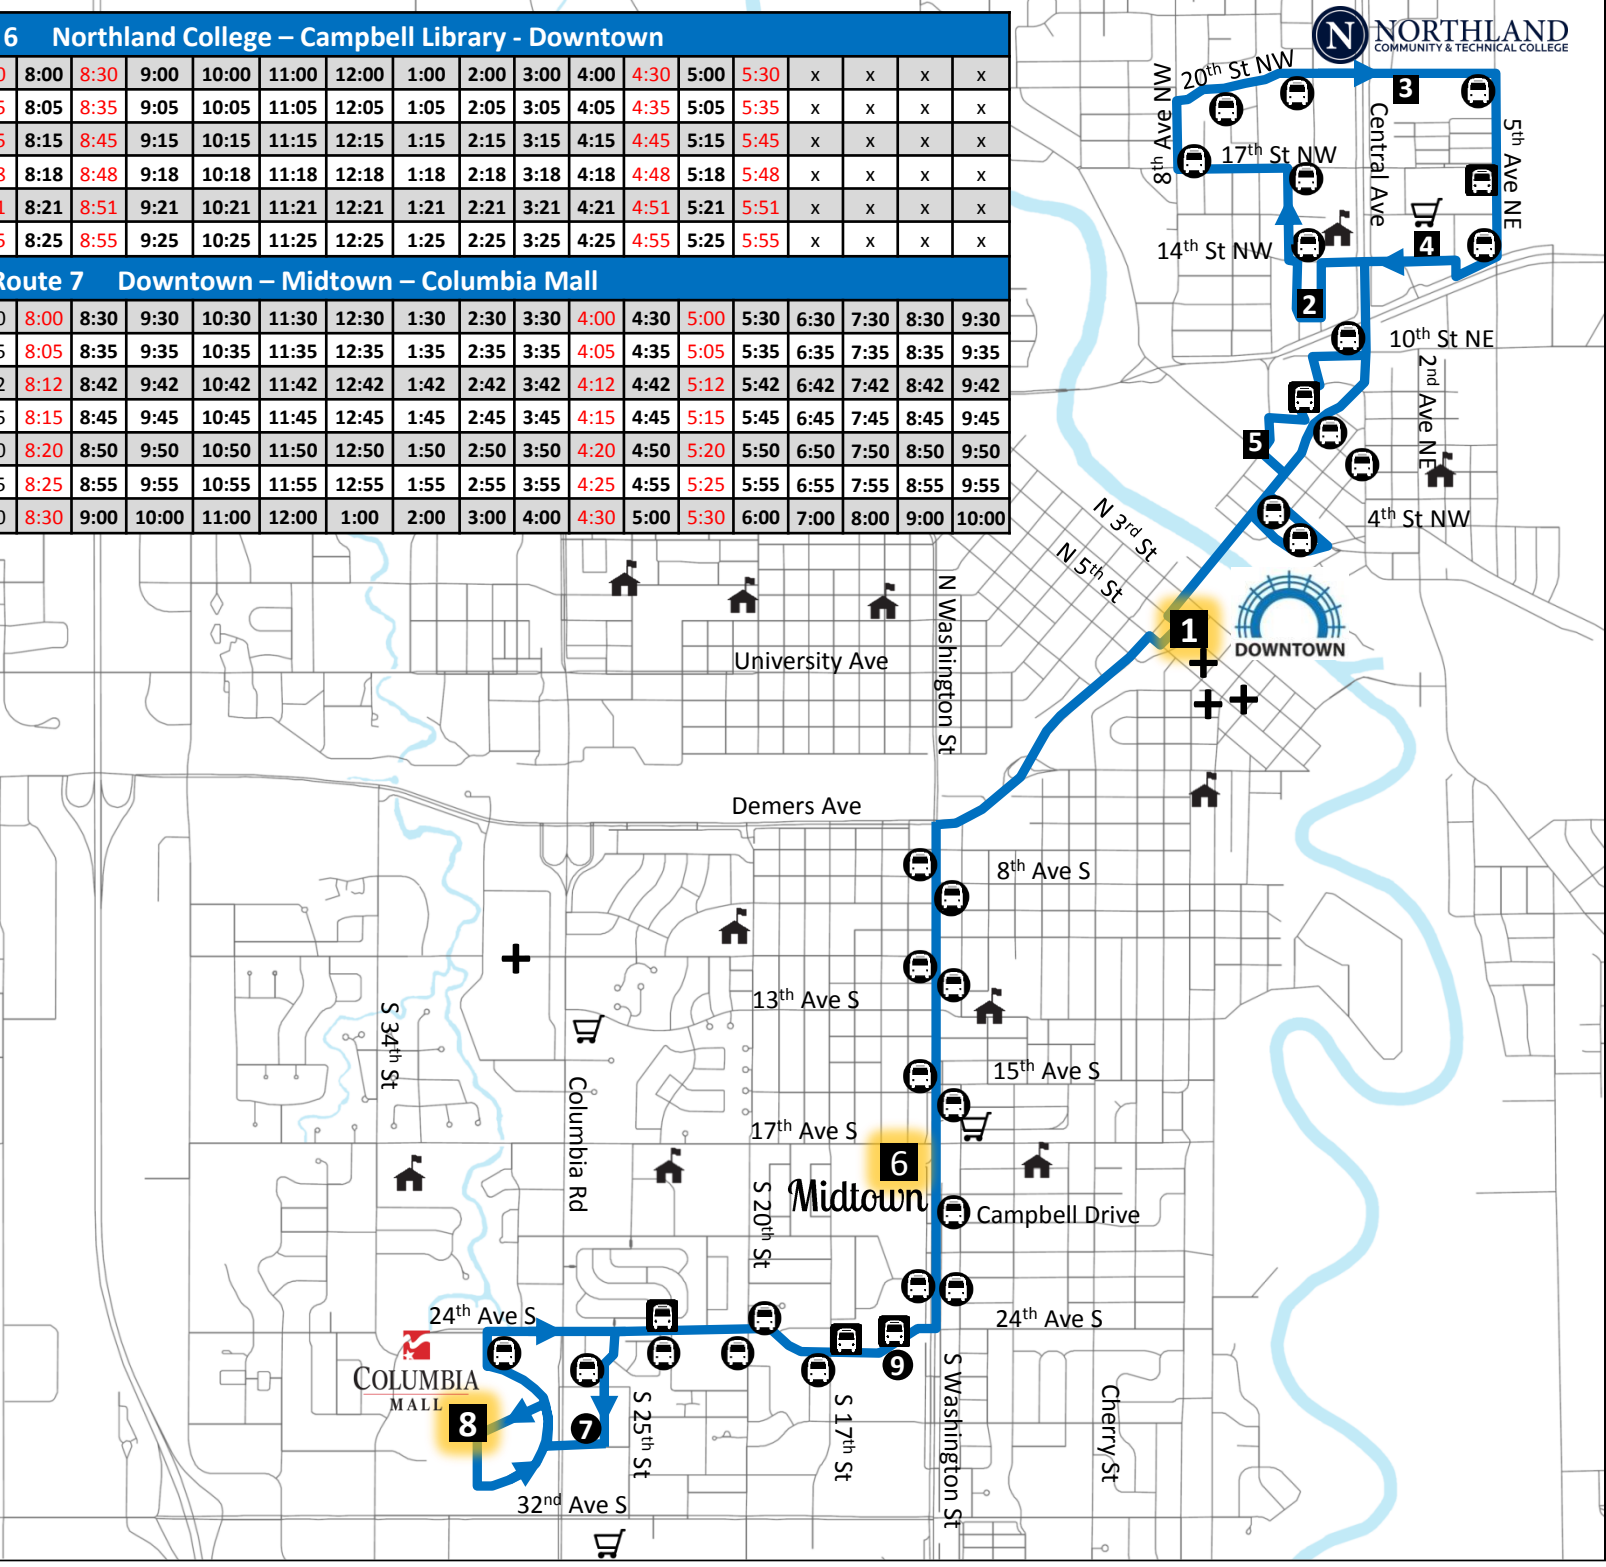 6 Northland College – Campbell Library - Downtown
0 8:00 8:30 9:00 10:00 11:00 12:00 1:00 2:00 3:00 4:00 4:30 5:00 5:30 x x x x
5 8:05 8:35 9:05 10:05 11:05 12:05 1:05 2:05 3:05 4:05 4:35 5:05 5:35 x x x x
5 8:15 8:45 9:15 10:15 11:15 12:15 1:15 2:15 3:15 4:15 4:45 5:15 5:45 x x x x
8 8:18 8:48 9:18 10:18 11:18 12:18 1:18 2:18 3:18 4:18 4:48 5:18 5:48 x x x x
1 8:21 8:51 9:21 10:21 11:21 12:21 1:21 2:21 3:21 4:21 4:51 5:21 5:51 x x x x
5 8:25 8:55 9:25 10:25 11:25 12:25 1:25 2:25 3:25 4:25 4:55 5:25 5:55 x x x x
Route 7 Downtown – Midtown – Columbia Mall
0 8:00 8:30 9:30 10:30 11:30 12:30 1:30 2:30 3:30 4:00 4:30 5:00 5:30 6:30 7:30 8:30 9:30
5 8:05 8:35 9:35 10:35 11:35 12:35 1:35 2:35 3:35 4:05 4:35 5:05 5:35 6:35 7:35 8:35 9:35
2 8:12 8:42 9:42 10:42 11:42 12:42 1:42 2:42 3:42 4:12 4:42 5:12 5:42 6:42 7:42 8:42 9:42
5 8:15 8:45 9:45 10:45 11:45 12:45 1:45 2:45 3:45 4:15 4:45 5:15 5:45 6:45 7:45 8:45 9:45
0 8:20 8:50 9:50 10:50 11:50 12:50 1:50 2:50 3:50 4:20 4:50 5:20 5:50 6:50 7:50 8:50 9:50
5 8:25 8:55 9:55 10:55 11:55 12:55 1:55 2:55 3:55 4:25 4:55 5:25 5:55 6:55 7:55 8:55 9:55
0 8:30 9:00 10:00 11:00 12:00 1:00 2:00 3:00 4:00 4:30 5:00 5:30 6:00 7:00 8:00 9:00 10:00
N NORTHLAND
COMMUNITY & TECHNICAL COLLEGE
20th St NW
3
8th Ave NW
Central Ave
5th Ave NE
17th St NW
14th St NW
4
2
10th St NE
2nd Ave NE
5
4th St NW
N 3rd St
N 5th St
1
DOWNTOWN
N Washington St
University Ave
Demers Ave
8th Ave S
13th Ave S
S 34th St
15th Ave S
Columbia Rd
17th Ave S
6
Midtown
S 20th St
Campbell Drive
24th Ave S
24th Ave S
COLUMBIA
MALL
8
7
9
S 25th St
S 17th St
S Washington St
Cherry St
32nd Ave S